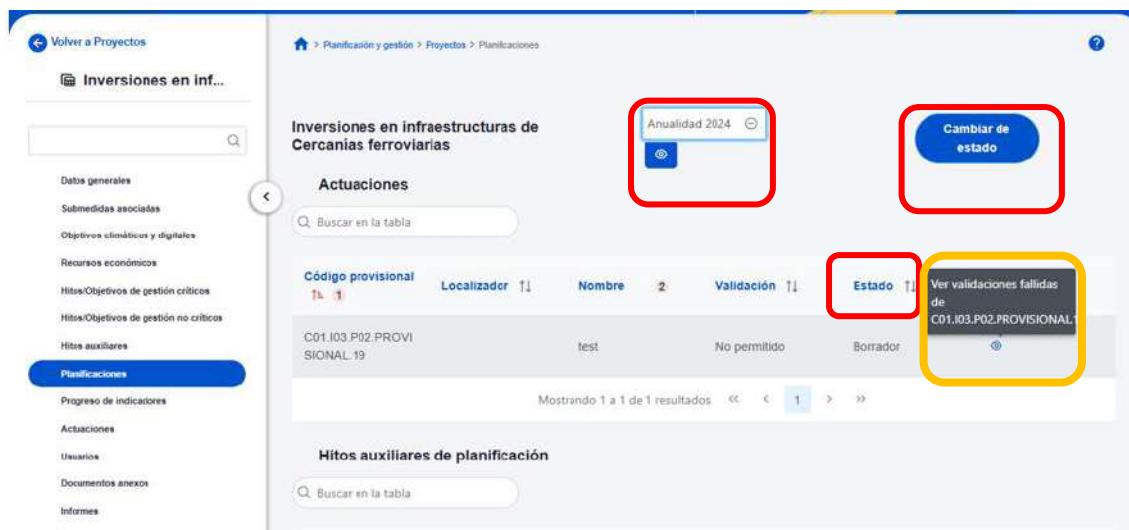 Volver a Proyectos
Inversiones en inf...
Datos generales
Submedidas asociadas
Objetivos climáticos y digitales
Recursos económicos
Hitos/Objetivos de gestión críticos
Hitos/Objetivos de gestión no críticos
Hitos auxiliares
Planificaciones
Progreso de indicadores
Actuaciones
Usuarios
Documentos anexos
Informes
> Planificación y gestión > Proyectos > Planificaciones
Inversiones en infraestructuras de
Cercanías ferroviarias
Anualidad 2024
Cambiar de
estado
Actuaciones
Buscar en la tabla
Código provisional
1
Localizador
Nombre
2
Validación
Estado
Ver validaciones fallidas
de
C01.I03.P02.PROVISIONAL.1
C01.I03.P02.PROVI
SIONAL.19
test
No permitido
Borrador
Mostrando 1 a 1 de 1 resultados << < 1 > >>
Hitos auxiliares de planificación
Buscar en la tabla